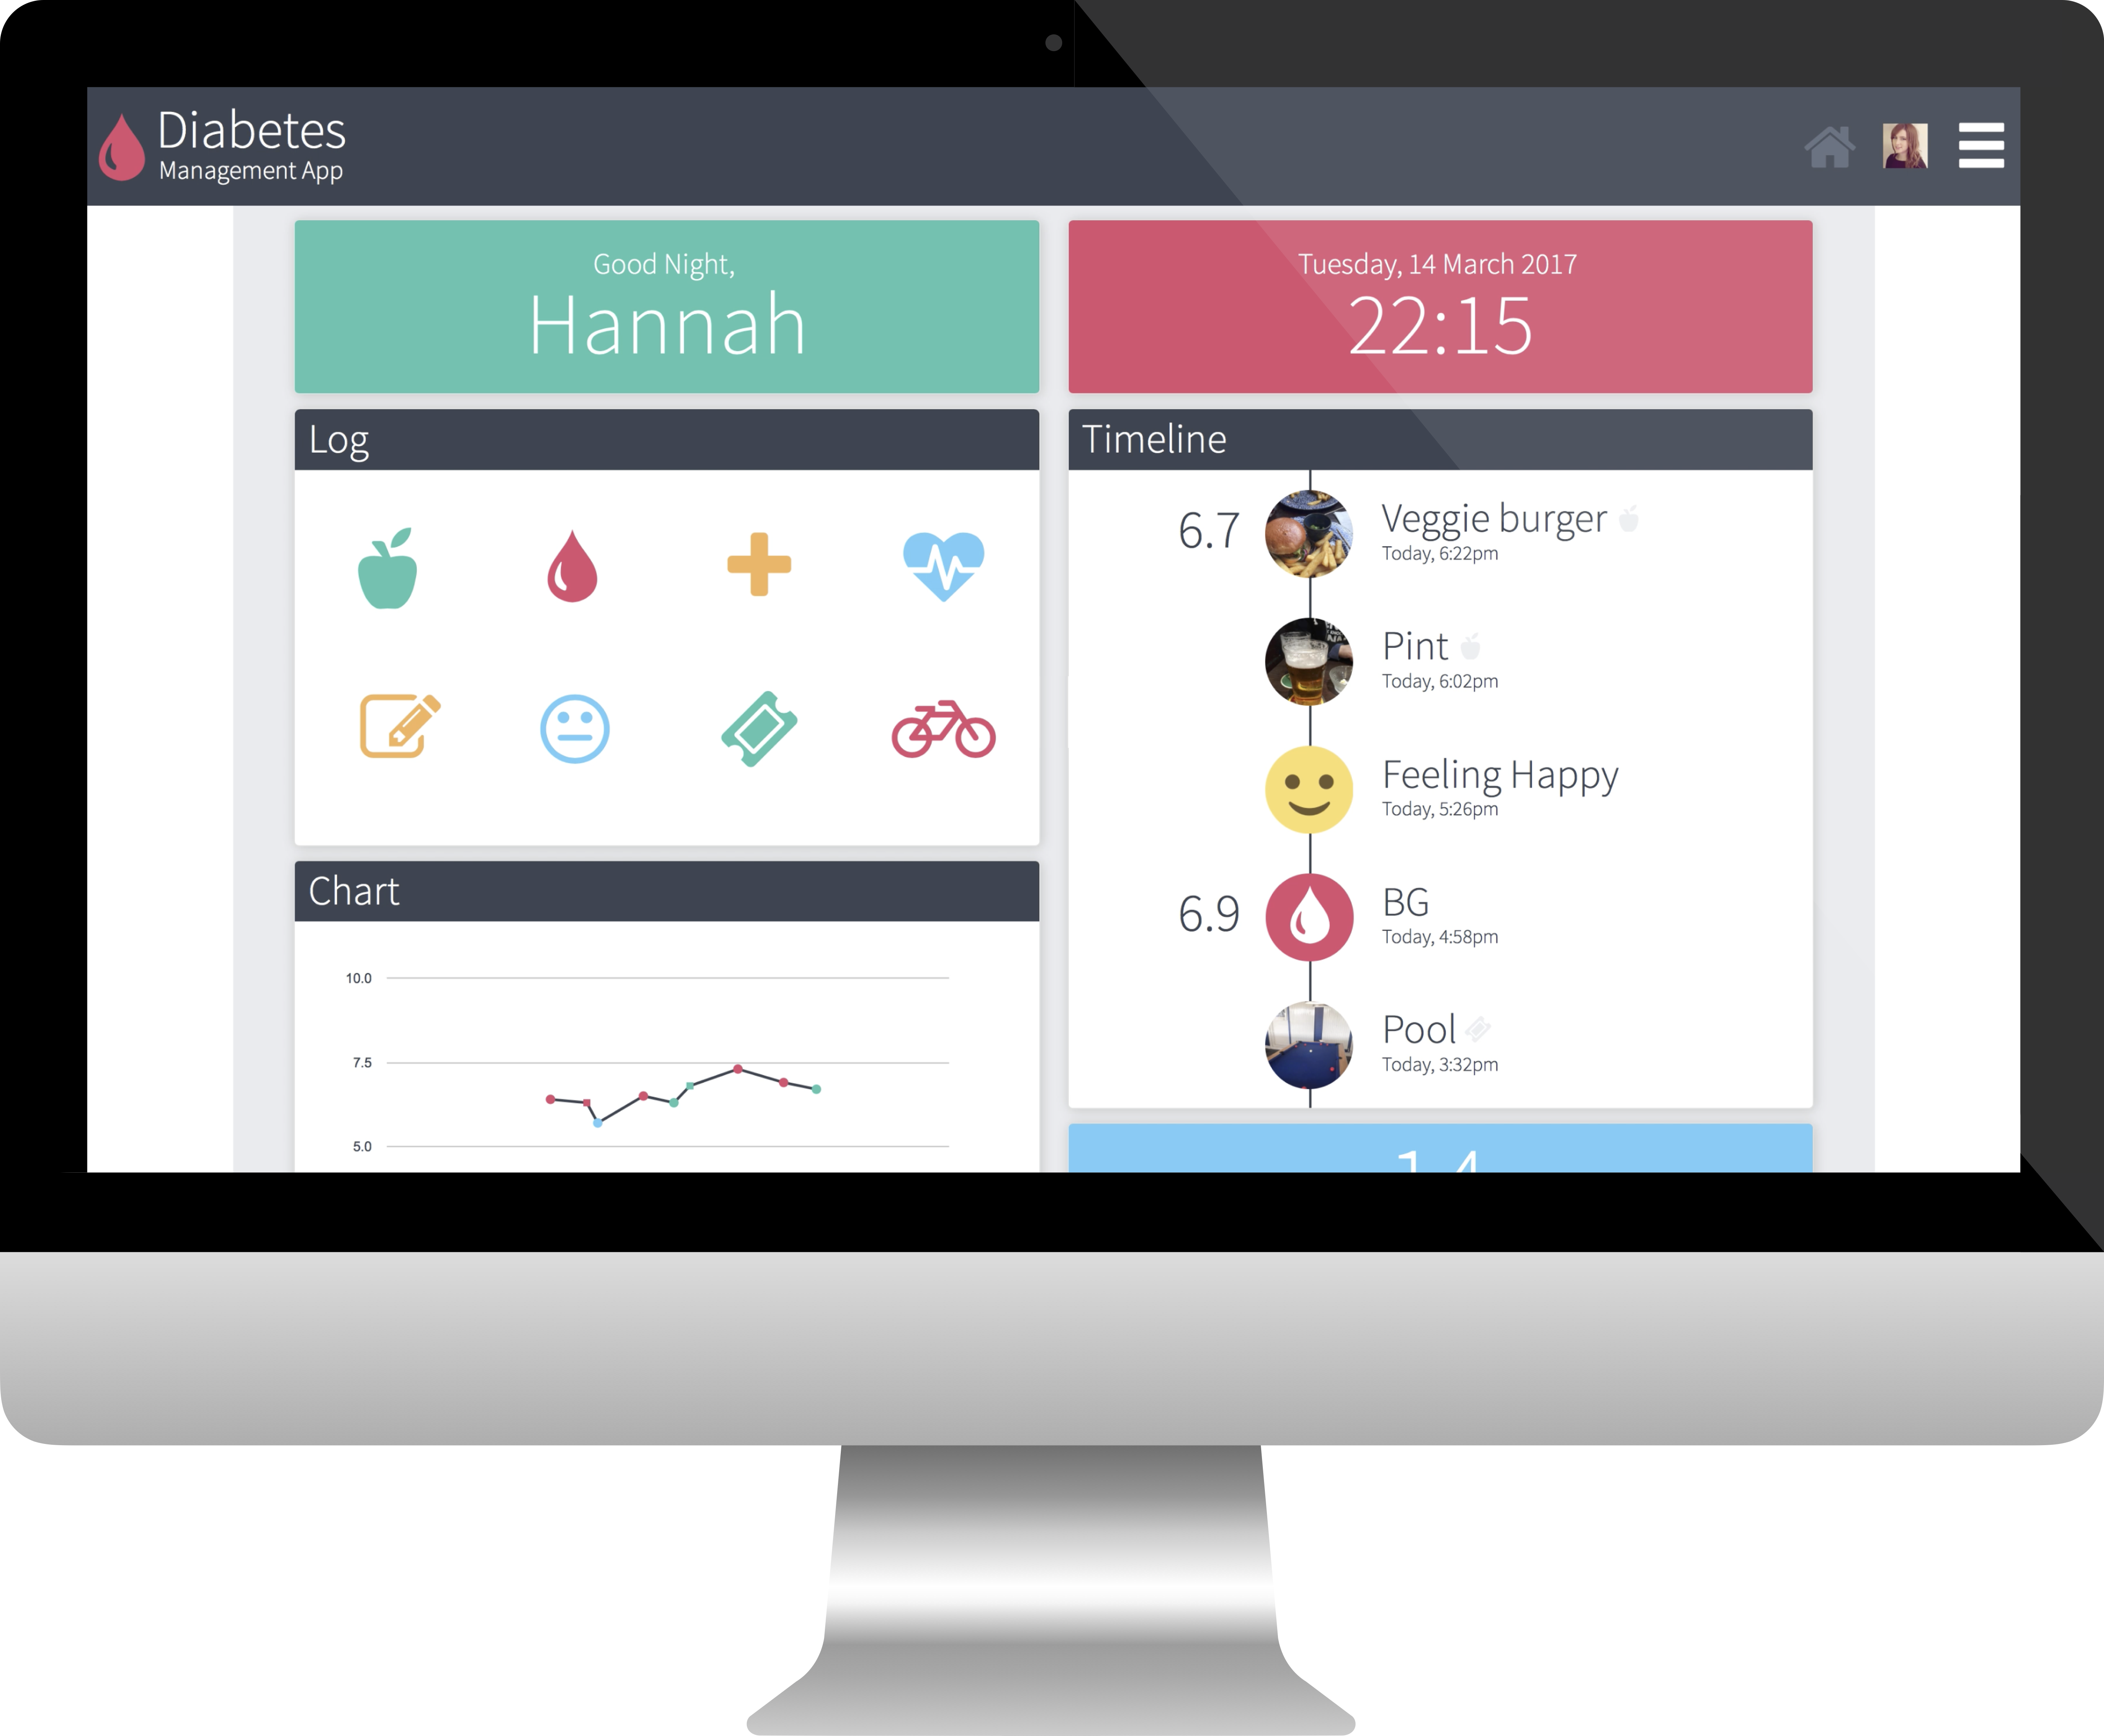 Diabetes
Management App
Good Night,
Hannah
Tuesday, 14 March 2017
22:15
Log
Timeline
6.7
Veggie burger
Today, 6:22pm
Pint
Today, 6:02pm
Feeling Happy
Today, 5:26pm
6.9
BG
Today, 4:58pm
Pool
Today, 3:32pm
Chart
10.0
7.5
5.0